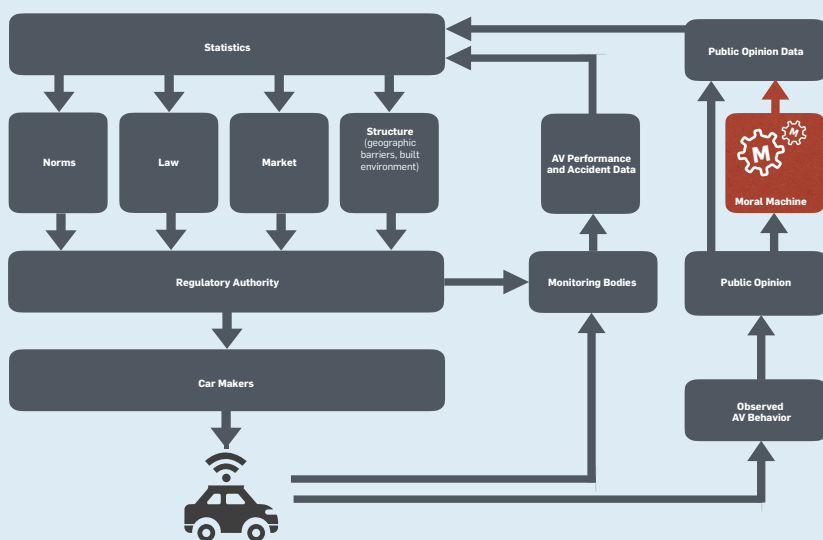 Statistics
Public Opinion Data
Norms
Law
Market
Structure
(geographic
barriers, built
environment)
AV Performance
and Accident Data
M
M
Moral Machine
Regulatory Authority
Monitoring Bodies
Public Opinion
Car Makers
Observed
AV Behavior